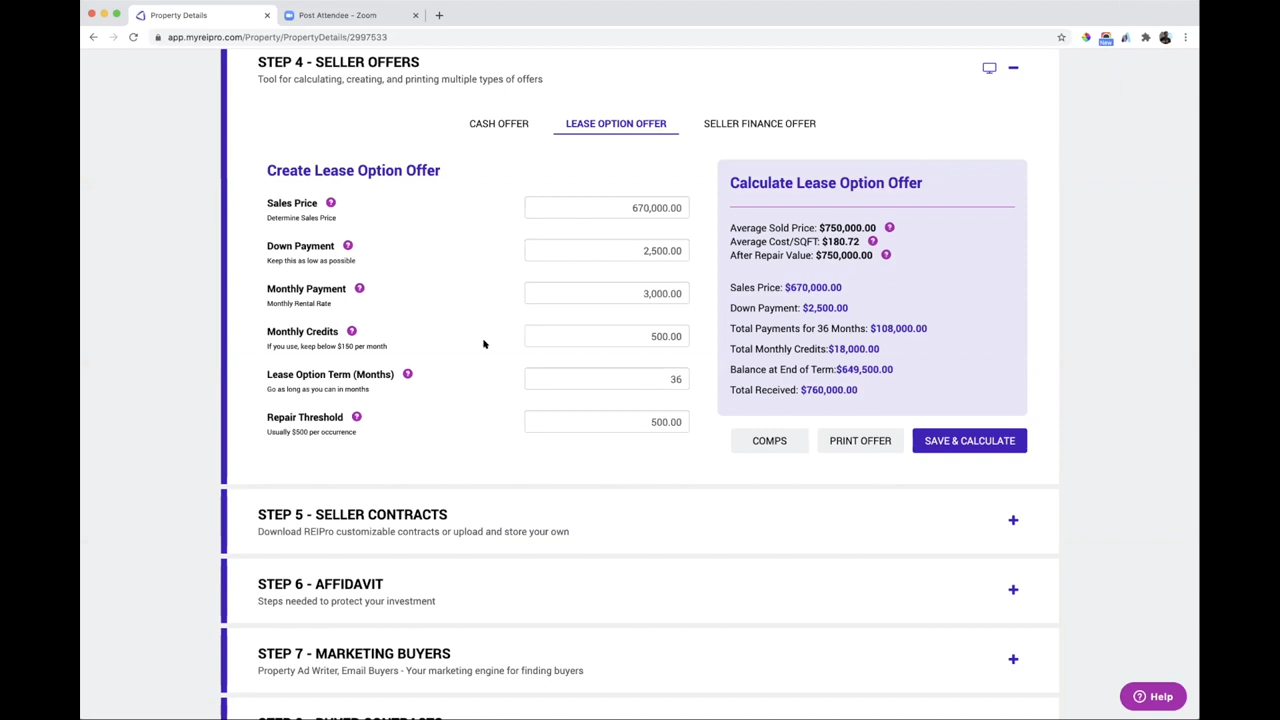 Property Details
Post Attendee - Zoom
app.myreipro.com/Property/PropertyDetails/2997533
New
STEP 4 - SELLER OFFERS
Tool for calculating, creating, and printing multiple types of offers
CASH OFFER
LEASE OPTION OFFER
SELLER FINANCE OFFER
Create Lease Option Offer
Sales Price ?
Determine Sales Price
670,000.00
Down Payment ?
Keep this as low as possible
2,500.00
Monthly Payment ?
Monthly Rental Rate
3,000.00
Monthly Credits ?
If you use, keep below $150 per month
500.00
Lease Option Term (Months) ?
Go as long as you can in months
36
Repair Threshold ?
Usually $500 per occurrence
500.00
Calculate Lease Option Offer
Average Sold Price: $750,000.00 ?
Average Cost/SQFT: $180.72 ?
After Repair Value: $750,000.00 ?
Sales Price: $670,000.00
Down Payment: $2,500.00
Total Payments for 36 Months: $108,000.00
Total Monthly Credits:$18,000.00
Balance at End of Term:$649,500.00
Total Received: $760,000.00
COMPS
PRINT OFFER
SAVE & CALCULATE
STEP 5 - SELLER CONTRACTS
Download REIPro customizable contracts or upload and store your own
STEP 6 - AFFIDAVIT
Steps needed to protect your investment
STEP 7 - MARKETING BUYERS
Property Ad Writer, Email Buyers - Your marketing engine for finding buyers
? Help